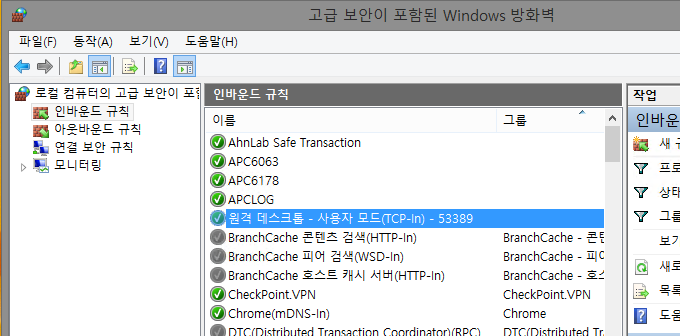 고급 보안이 포함된 Windows 방화벽
파일(F) 동작(A) 보기(V) 도움말(H)
로컬 컴퓨터의 고급 보안이 포함
인바운드 규칙
아웃바운드 규칙
연결 보안 규칙
모니터링
인바운드 규칙
이름 그룹
AhnLab Safe Transaction
APC6063
APC6178
APCLOG
원격 데스크톱 - 사용자 모드(TCP-In) - 53389
BranchCache 콘텐츠 검색(HTTP-In) BranchCache - 콘텐
BranchCache 피어 검색(WSD-In) BranchCache - 피어
BranchCache 호스트 캐시 서버(HTTP-In) BranchCache - 호스
CheckPoint.VPN CheckPoint.VPN
Chrome(mDNS-In) Chrome
DTC(Distributed Transaction Coordinator)(RPC) DTC(Distributed Tra
작업
인바운
새 규
프로
상태
그룹
보기
새로
목록
도움